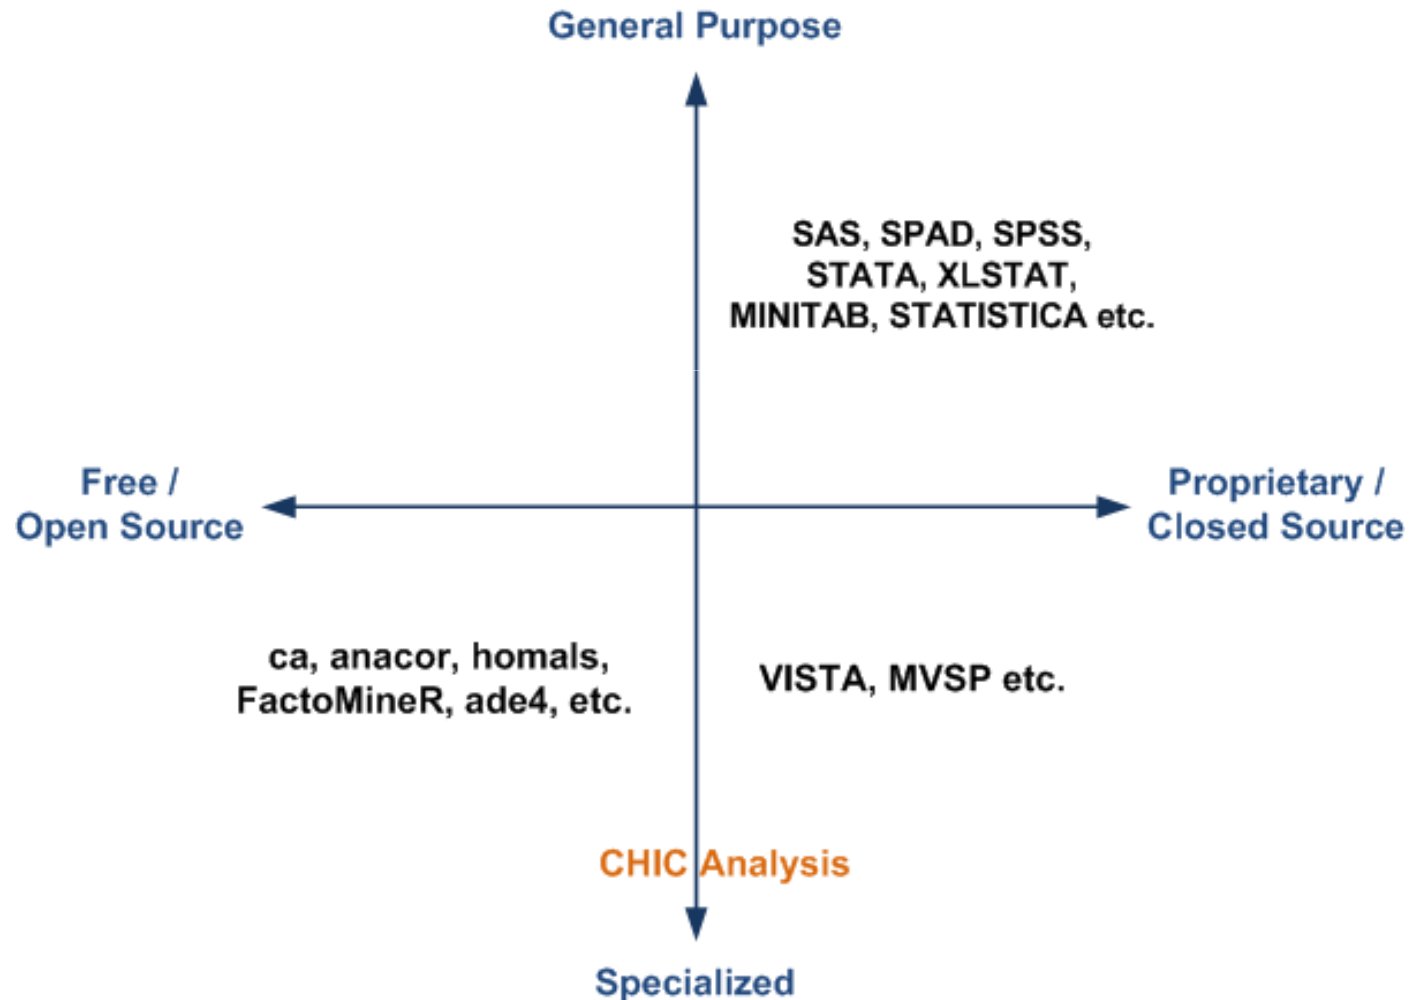 General Purpose
SAS, SPAD, SPSS,
STATA, XLSTAT,
MINITAB, STATISTICA etc.
Free /
Open Source
Proprietary /
Closed Source
ca, anacor, homals,
FactoMineR, ade4, etc.
VISTA, MVSP etc.
CHIC Analysis
Specialized